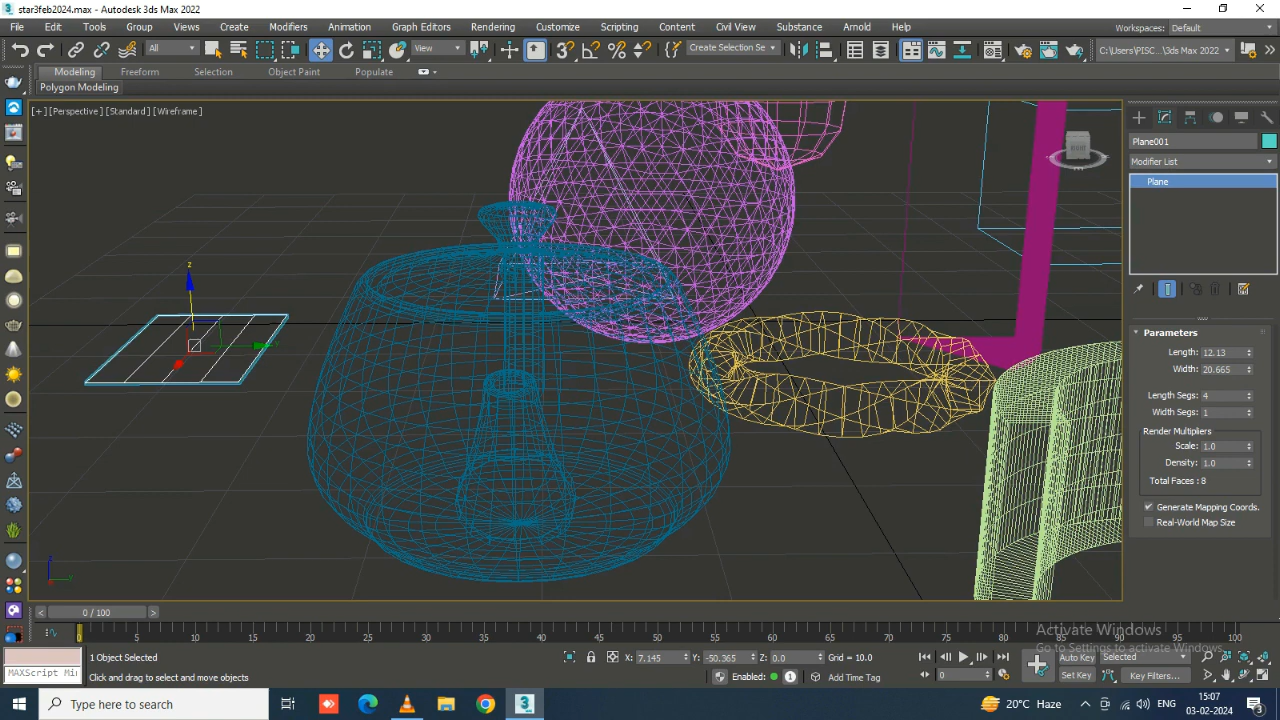 star3feb2024.max - Autodesk 3ds Max 2022
File Edit Tools Group Views Create Modifiers Animation Graph Editors Rendering Customize Scripting Content Civil View Substance Arnold Help Workspaces: Default
All View Create Selection Se C:\Users\PISC... 3ds Max 2022
Modeling Freeform Selection Object Paint Populate
Polygon Modeling
[+] [Perspective] [Standard] [Wireframe]
Plane001
Modifier List
Plane
Parameters
Length: 12.13
Width: 20.665
Length Segs: 4
Width Segs: 1
Render Multipliers
Scale: 1.0
Density: 1.0
Total Faces : 8
Generate Mapping Coords.
Real-World Map Size
z
z
y
0 / 100
0 5 10 15 20 25 30 35 40 45 50 55 60 65 70 75 80 85 90 95 100
Activate Windows
Go to Settings to activate Windows.
1 Object Selected X: 7.145 Y: -50.365 Z: 0.0 Grid = 10.0 Auto Key Selected
MAXScript Mi Click and drag to select and move objects Enabled: 1 Add Time Tag 0 Set Key Key Filters...
Type here to search 3 20°C Haze ENG 15:07
03-02-2024 3